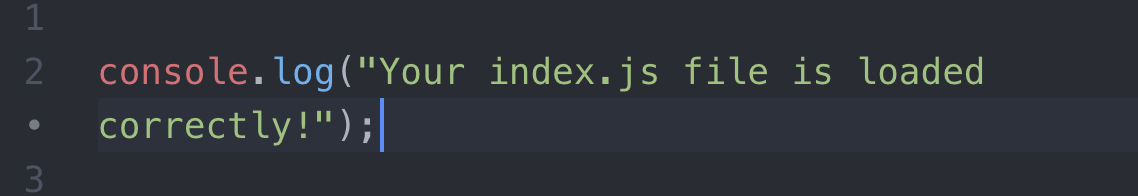 1
2 console.log("Your index.js file is loaded
• correctly!");
3